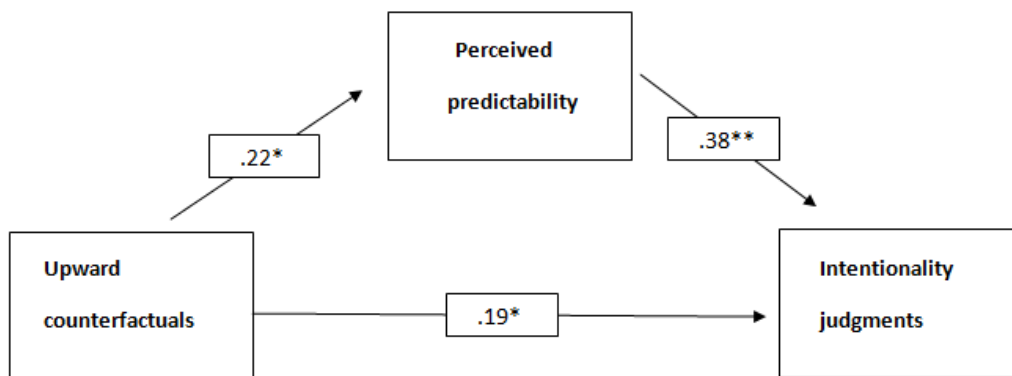 Perceived
predictability
.22*
.38**
Upward
counterfactuals
.19*
Intentionality
judgments